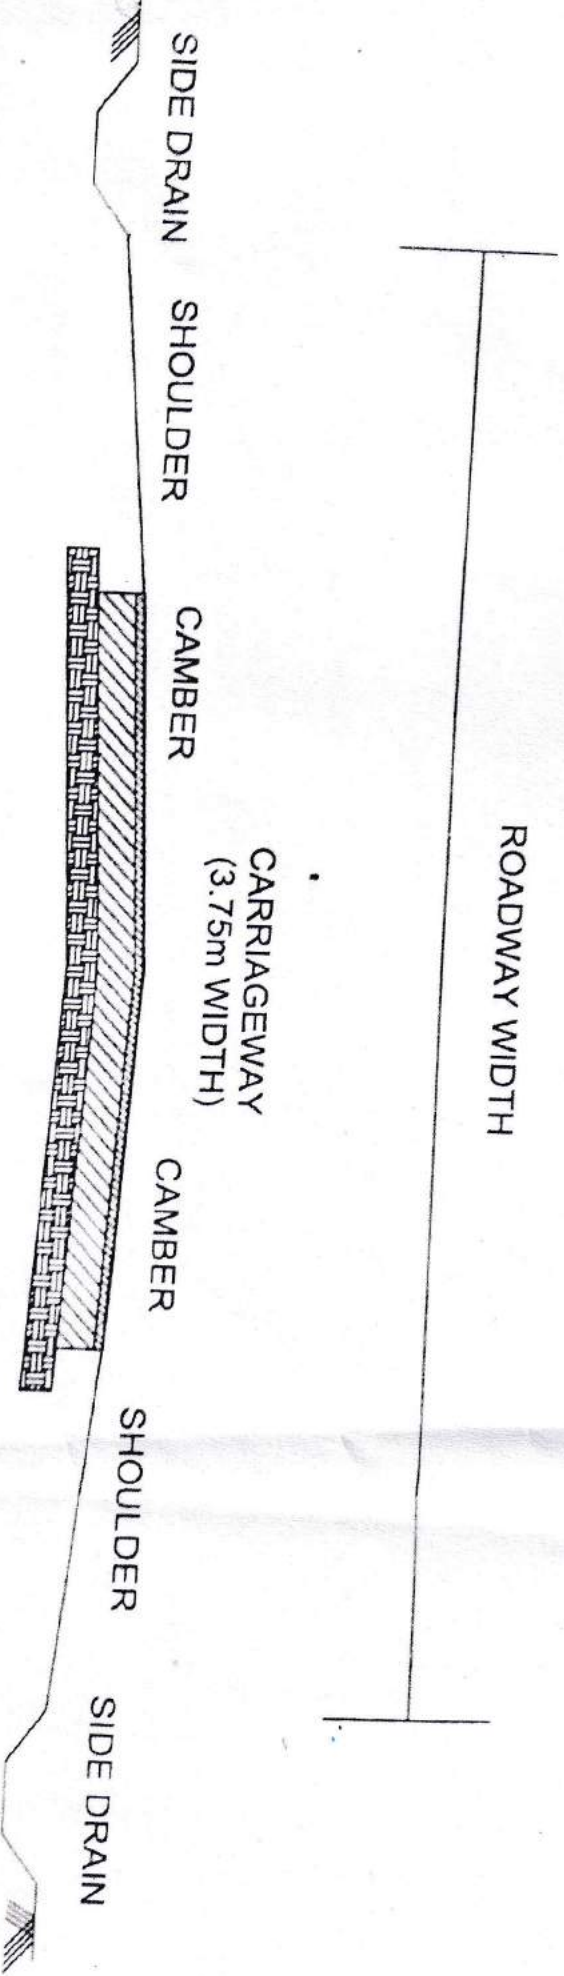 ROADWAY WIDTH
CARRIAGEWAY
(3.75m WIDTH)
SIDE DRAIN
SHOULDER
CAMBER
CAMBER
SHOULDER
SIDE DRAIN